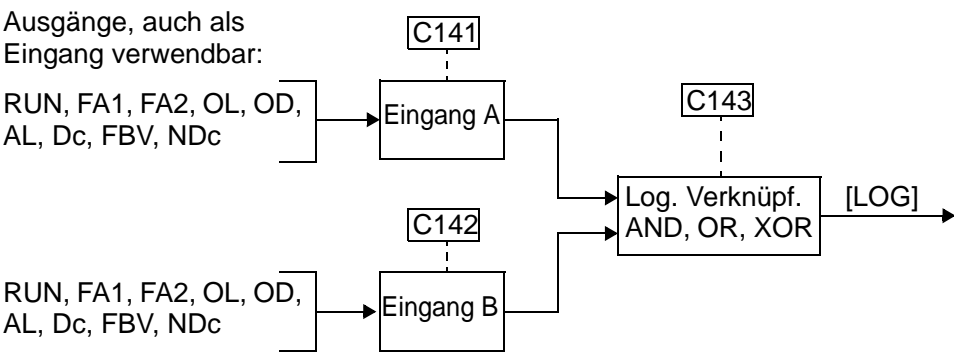 Ausgänge, auch als
Eingang verwendbar:
C141
RUN, FA1, FA2, OL, OD,
AL, Dc, FBV, NDc
Eingang A
C143
Log. Verknüpf.
AND, OR, XOR
[LOG]
C142
RUN, FA1, FA2, OL, OD,
AL, Dc, FBV, NDc
Eingang B